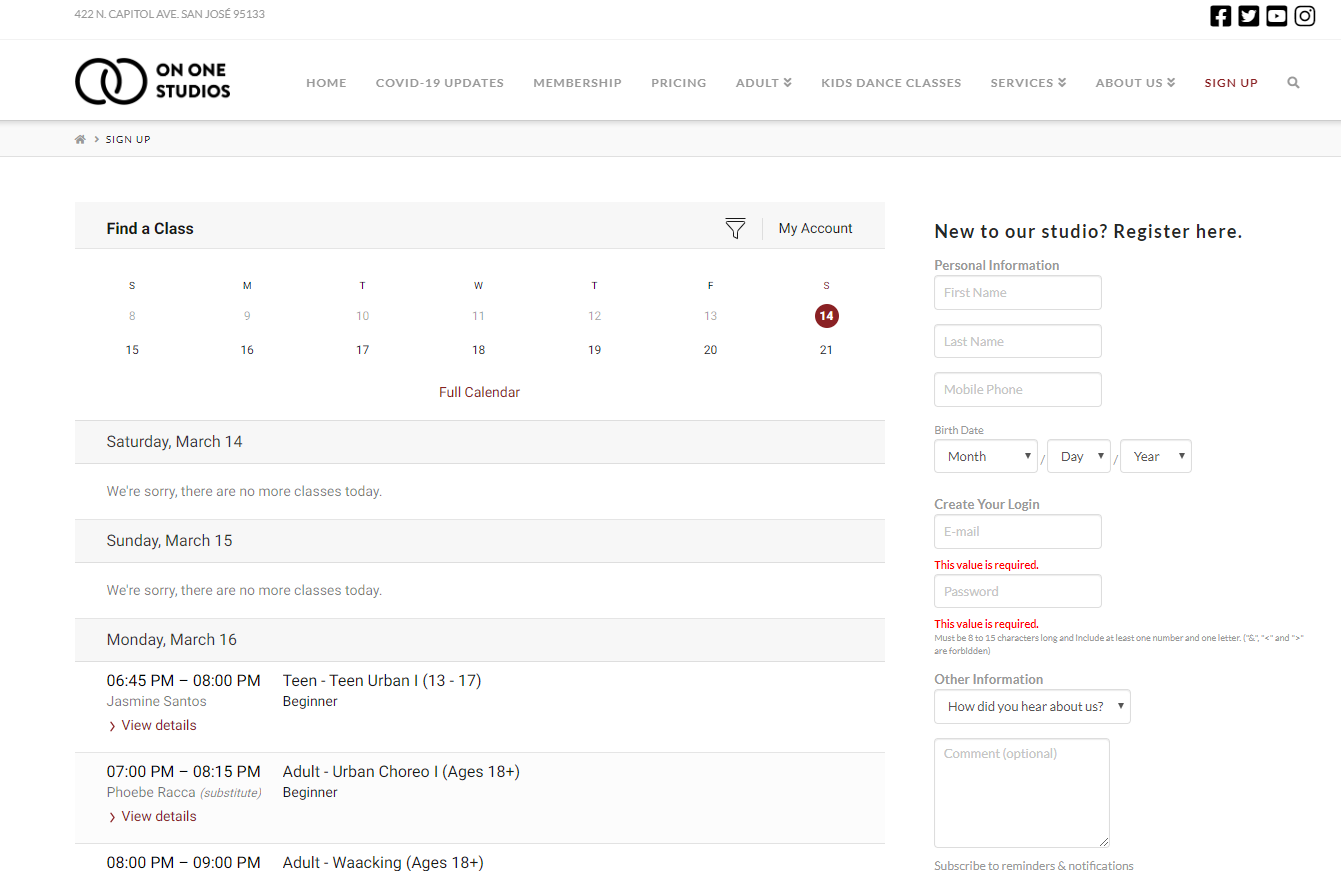 422 N. CAPITOL AVE. SAN JOSÉ 95133
ON ONE
STUDIOS
HOME
COVID-19 UPDATES
MEMBERSHIP
PRICING
ADULT
KIDS DANCE CLASSES
SERVICES
ABOUT US
SIGN UP
SIGN UP
Find a Class
My Account
S M T W T F S
8 9 10 11 12 13 14
15 16 17 18 19 20 21
Full Calendar
Saturday, March 14
We're sorry, there are no more classes today.
Sunday, March 15
We're sorry, there are no more classes today.
Monday, March 16
06:45 PM – 08:00 PM Teen - Teen Urban I (13 - 17)
Jasmine Santos Beginner
View details
07:00 PM – 08:15 PM Adult - Urban Choreo I (Ages 18+)
Phoebe Racca (substitute) Beginner
View details
08:00 PM – 09:00 PM Adult - Waacking (Ages 18+)
New to our studio? Register here.
Personal Information
First Name
Last Name
Mobile Phone
Birth Date
Month / Day / Year
Create Your Login
E-mail
This value is required.
Password
This value is required.
Must be 8 to 15 characters long and include at least one number and one letter. ("&", "<" and ">"
are forbidden)
Other Information
How did you hear about us?
Comment (optional)
Subscribe to reminders & notifications